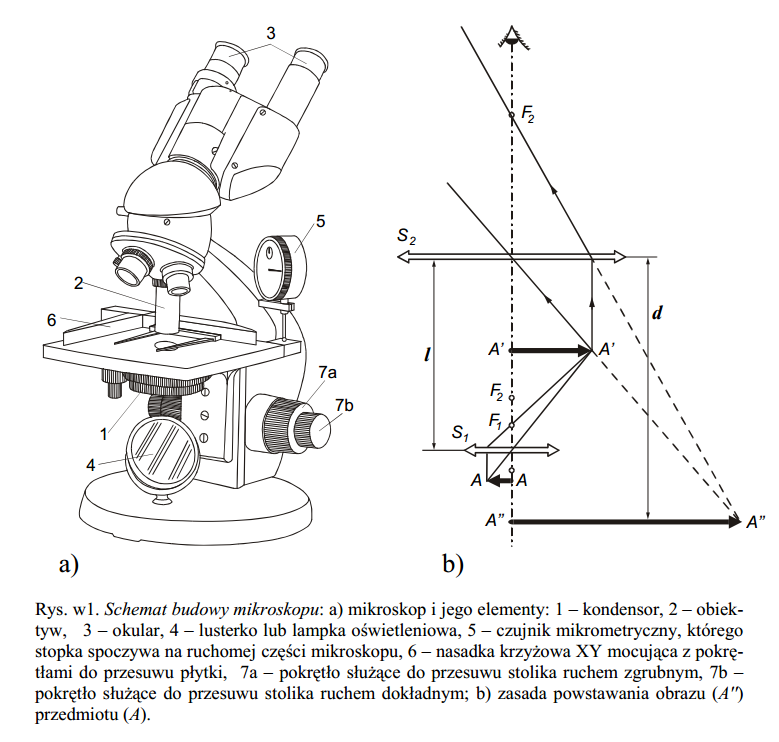 3
5
2
6
7a
7b
1
4
a)
F2
S2
d
l
A' A'
F2
F1
S1
A A
A" A"
b)
Rys. w1. Schemat budowy mikroskopu: a) mikroskop i jego elementy: 1 – kondensor, 2 – obiek-
tyw, 3 – okular, 4 – lusterko lub lampka oświetleniowa, 5 – czujnik mikrometryczny, którego
stopka spoczywa na ruchomej części mikroskopu, 6 – nasadka krzyżowa XY mocująca z pokrę-
tłami do przesuwu płytki, 7a – pokrętło służące do przesuwu stolika ruchem zgrubnym, 7b –
pokrętło służące do przesuwu stolika ruchem dokładnym; b) zasada powstawania obrazu (A")
przedmiotu (A).